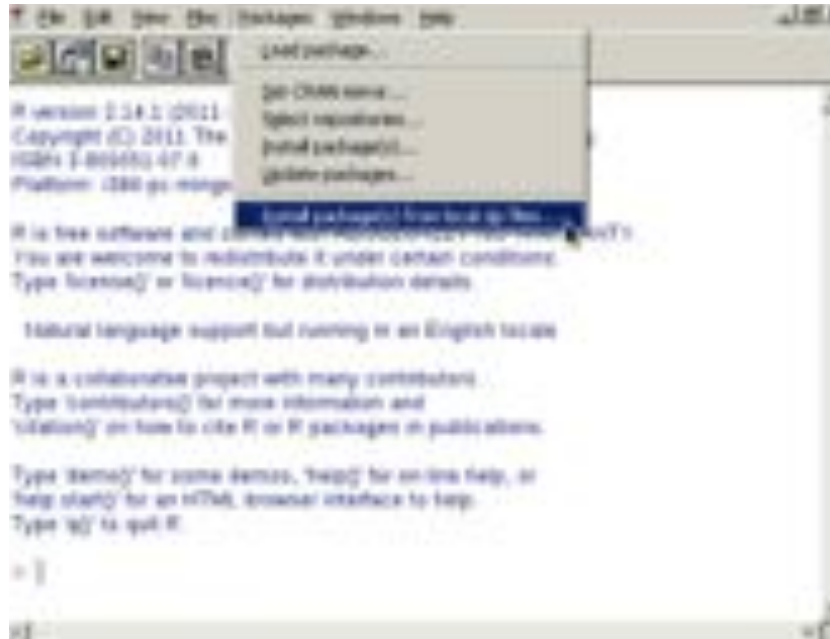 File Edit View Misc Packages Windows Help
Load package...
Set CRAN mirror...
Select repositories...
Install package(s)...
Update packages...
Install package(s) from local zip files...
R version 2.14.1 (2011
Copyright (C) 2011 The
ISBN 3-900051-07-0
Platform: i386-pc-mingw
R is free software and
You are welcome to redistribute it under certain conditions.
Type 'license()' or 'licence()' for distribution details.
Natural language support but running in an English locale
R is a collaborative project with many contributors.
Type 'contributors()' for more information and
'citation()' on how to cite R or R packages in publications.
Type 'demo()' for some demos, 'help()' for on-line help, or
'help.start()' for an HTML browser interface to help.
Type 'q()' to quit R.
>